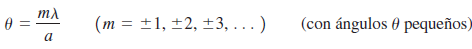 θ = mλ/a (m = ±1, ±2, ±3, . . . ) (con ángulos θ pequeños)